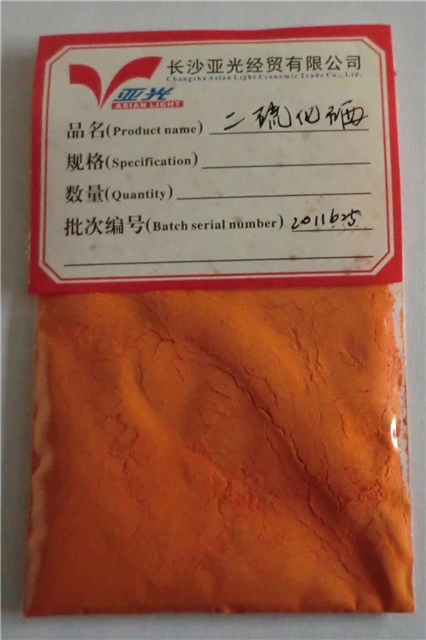 长沙亚光经贸有限公司
Changsha Asian Light Economic Trade Co., Ltd.
亚光
ASIAN LIGHT
品名(Product name) 二硫化硒
规格(Specification)
数量(Quantity)
批次编号(Batch serial number) 2011625